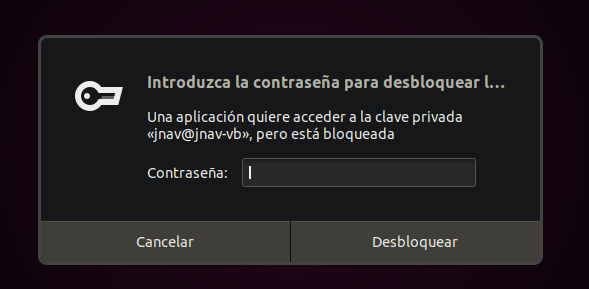 Introduzca la contraseña para desbloquear l...
Una aplicación quiere acceder a la clave privada
«jnav@jnav-vb», pero está bloqueada
Contraseña:
Cancelar
Desbloquear